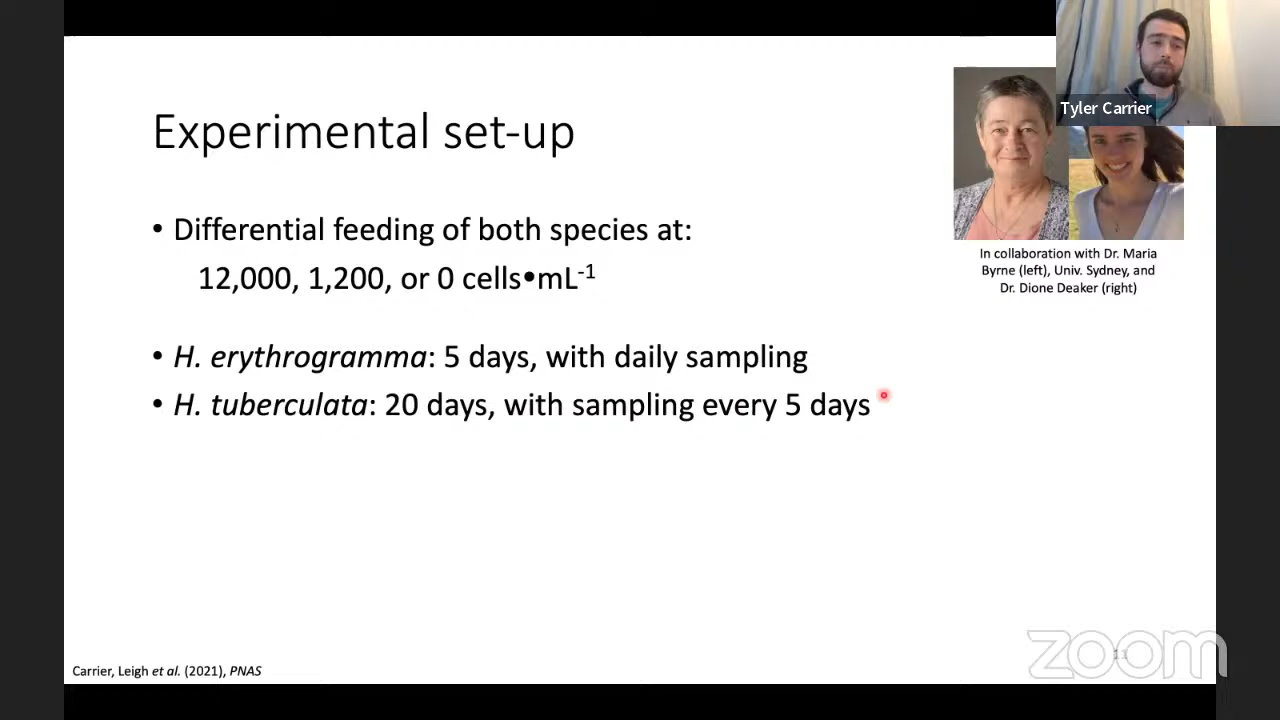 Tyler Carrier
Experimental set-up
• Differential feeding of both species at:
12,000, 1,200, or 0 cells•mL-1
• H. erythrogramma: 5 days, with daily sampling
• H. tuberculata: 20 days, with sampling every 5 days
In collaboration with Dr. Maria
Byrne (left), Univ. Sydney, and
Dr. Dione Deaker (right)
Carrier, Leigh et al. (2021), PNAS
11
zoom